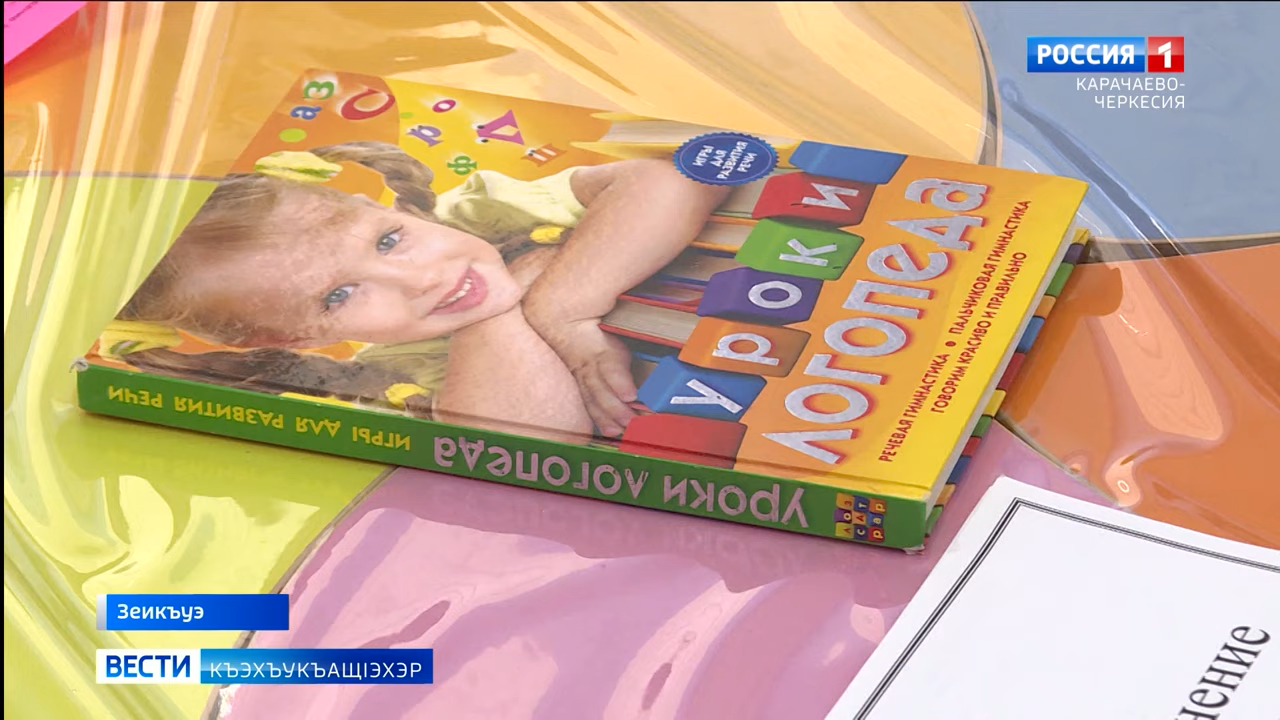 РОССИЯ 1
КАРАЧАЕВО-
ЧЕРКЕСИЯ
ИГРЫ
ДЛЯ
РАЗВИТИЯ
РЕЧИ
УРОКИ
ЛОГОПЕДА
РЕЧЕВАЯ ГИМНАСТИКА • ПАЛЬЧИКОВАЯ ГИМНАСТИКА
ГОВОРИМ КРАСИВО И ПРАВИЛЬНО
УРОКИ ЛОГОПЕДА ИГРЫ ДЛЯ РАЗВИТИЯ РЕЧИ
Зеикъуэ
ВЕСТИ КЪЭХЪУКЪАЩІЭХЭР